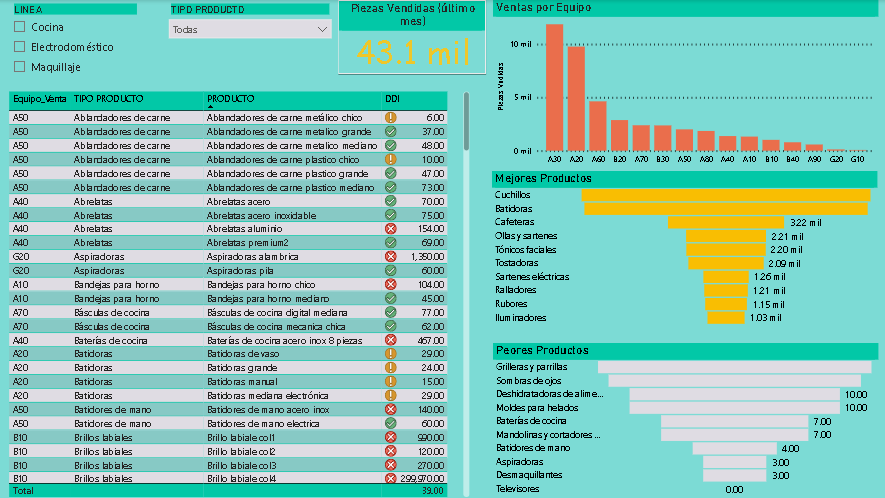 LINEA
Cocina
Electrodoméstico
Maquillaje
TIPO PRODUCTO
Todas
Piezas Vendidas (último mes)
43.1 mil
Equipo_Venta TIPO PRODUCTO PRODUCTO DDI
A50 Ablandadores de carne Ablandadores de carne metálico chico 6.00
A50 Ablandadores de carne Ablandadores de carne metalico grande 37.00
A50 Ablandadores de carne Ablandadores de carne metalico mediano 48.00
A50 Ablandadores de carne Ablandadores de carne plastico chico 10.00
A50 Ablandadores de carne Ablandadores de carne plastico grande 47.00
A50 Ablandadores de carne Ablandadores de carne plastico mediano 73.00
A40 Abrelatas Abrelatas acero 70.00
A40 Abrelatas Abrelatas acero inoxidable 75.00
A40 Abrelatas Abrelatas aluminio 154.00
A40 Abrelatas Abrelatas premium2 69.00
G20 Aspiradoras Aspiradoras alambrica 1,350.00
G20 Aspiradoras Aspiradoras pila 60.00
A10 Bandejas para horno Bandejas para horno chico 104.00
A10 Bandejas para horno Bandejas para horno mediano 45.00
A70 Básculas de cocina Básculas de cocina digital mediana 77.00
A70 Básculas de cocina Básculas de cocina mecanica chica 62.00
A40 Baterías de cocina Baterías de cocina acero inox 8 piezas 467.00
A20 Batidoras Batidoras de vaso 29.00
A20 Batidoras Batidoras grande 24.00
A20 Batidoras Batidoras manual 15.00
A20 Batidoras Batidoras mediana electrónica 29.00
A50 Batidores de mano Batidores de mano acero inox 140.00
A50 Batidores de mano Batidores de mano electrica 60.00
B10 Brillos labiales Brillo labiale col1 990.00
B10 Brillos labiales Brillo labiale col2 120.00
B10 Brillos labiales Brillo labiale col3 270.00
B10 Brillos labiales Brillo labiale col4 299,970.00
Total 39.00
Ventas por Equipo
Piezas Vedidas
10 mil
5 mil
0 mil
A30 A20 A60 B20 A70 B30 A50 A80 A40 A10 B10 B40 A90 G20 G10
Mejores Productos
Cuchillos
Batidoras
Cafeteras 3.22 mil
Ollas y sartenes 2.21 mil
Tónicos faciales 2.20 mil
Tostadoras 2.09 mil
Sartenes eléctricas 1.26 mil
Ralladores 1.21 mil
Rubores 1.15 mil
Iluminadores 1.03 mil
Peores Productos
Grilleras y parrillas
Sombras de ojos
Deshidratadoras de alime... 10.00
Moldes para helados 10.00
Baterías de cocina 7.00
Mandolinas y cortadores ... 7.00
Batidores de mano 4.00
Aspiradoras 3.00
Desmaquillantes 3.00
Televisores 0.00